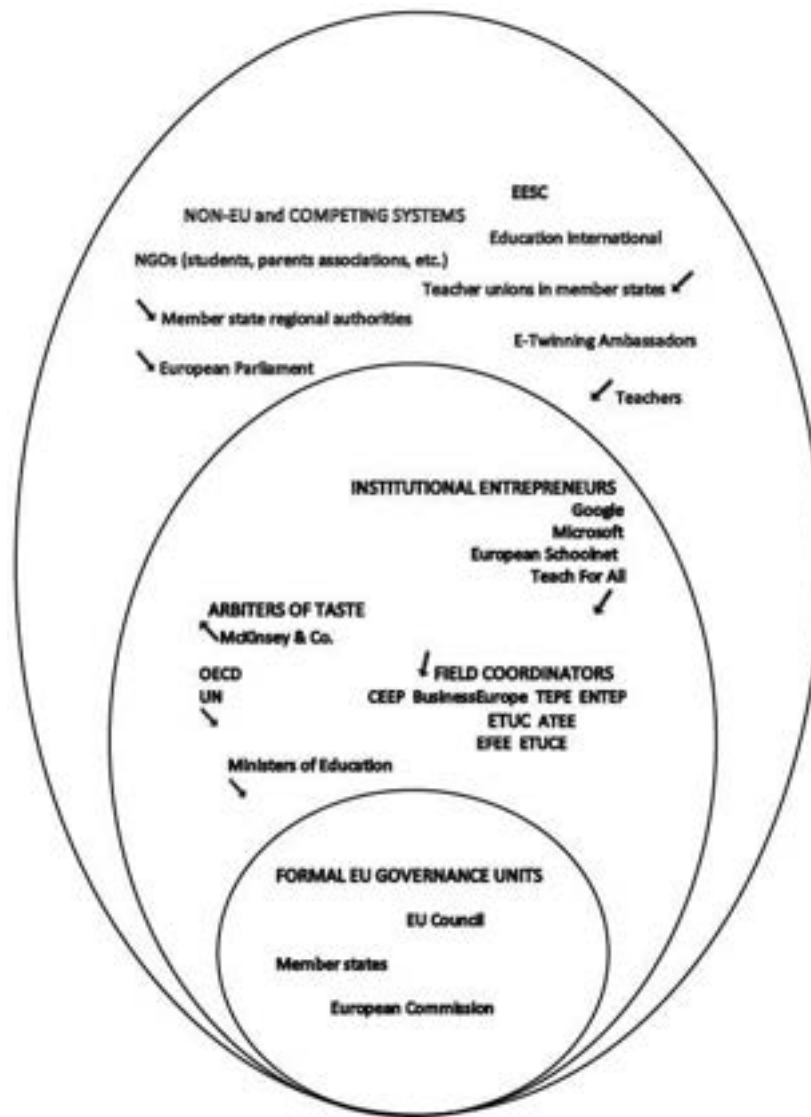 EESC
NON-EU and COMPETING SYSTEMS
Education International
NGOs (students, parents associations, etc.)
Teacher unions in member states
Member state regional authorities
E-Twinning Ambassadors
European Parliament
Teachers
INSTITUTIONAL ENTREPRENEURS
Google
Microsoft
European Schoolnet
Teach For All
ARBITERS OF TASTE
McKinsey & Co.
OECD
UN
FIELD COORDINATORS
CEEP BusinessEurope TEPE ENTEP
ETUC ATEE
EFEE ETUCE
Ministers of Education
FORMAL EU GOVERNANCE UNITS
EU Council
Member states
European Commission